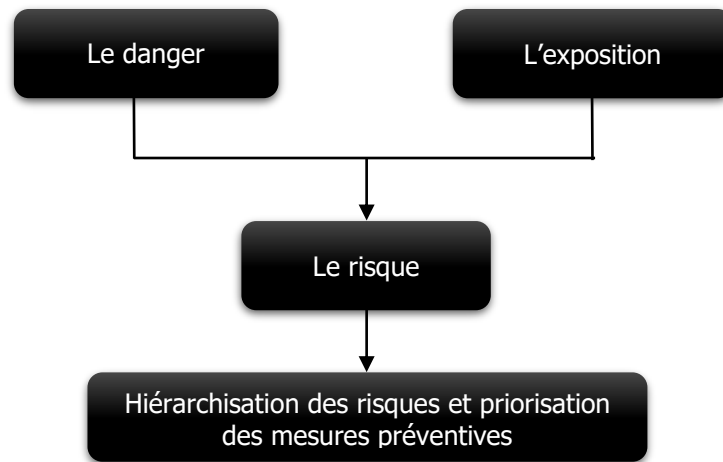 Le danger
L’exposition
Le risque
Hiérarchisation des risques et priorisation
des mesures préventives